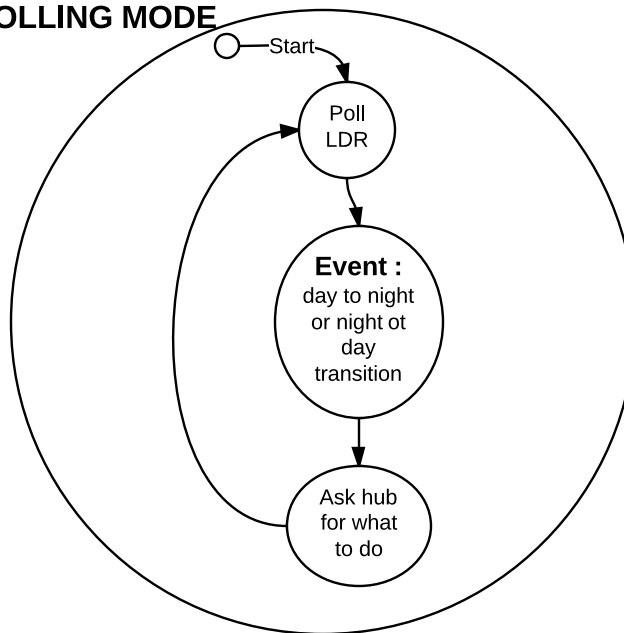 OLLING MODE
Start
Poll
LDR
Event :
day to night
or night ot
day
transition
Ask hub
for what
to do